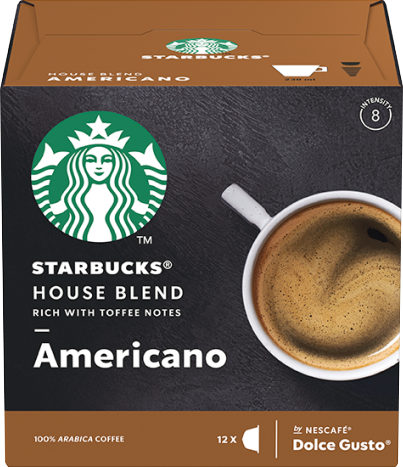 STARBUCKS®
HOUSE BLEND
AMERICANO
INTENSITY
8
TM
STARBUCKS®
HOUSE BLEND
RICH WITH TOFFEE NOTES
Americano
100% ARABICA COFFEE
12 X
by NESCAFÉ®
Dolce Gusto®